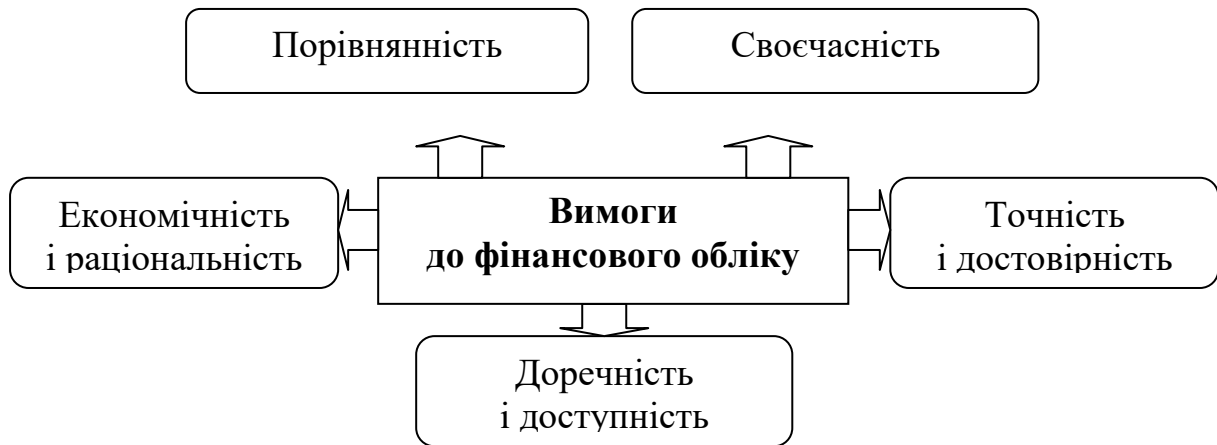 Порівнянність
Своєчасність
Економічність
і раціональність
Вимоги
до фінансового обліку
Точність
і достовірність
Доречність
і доступність